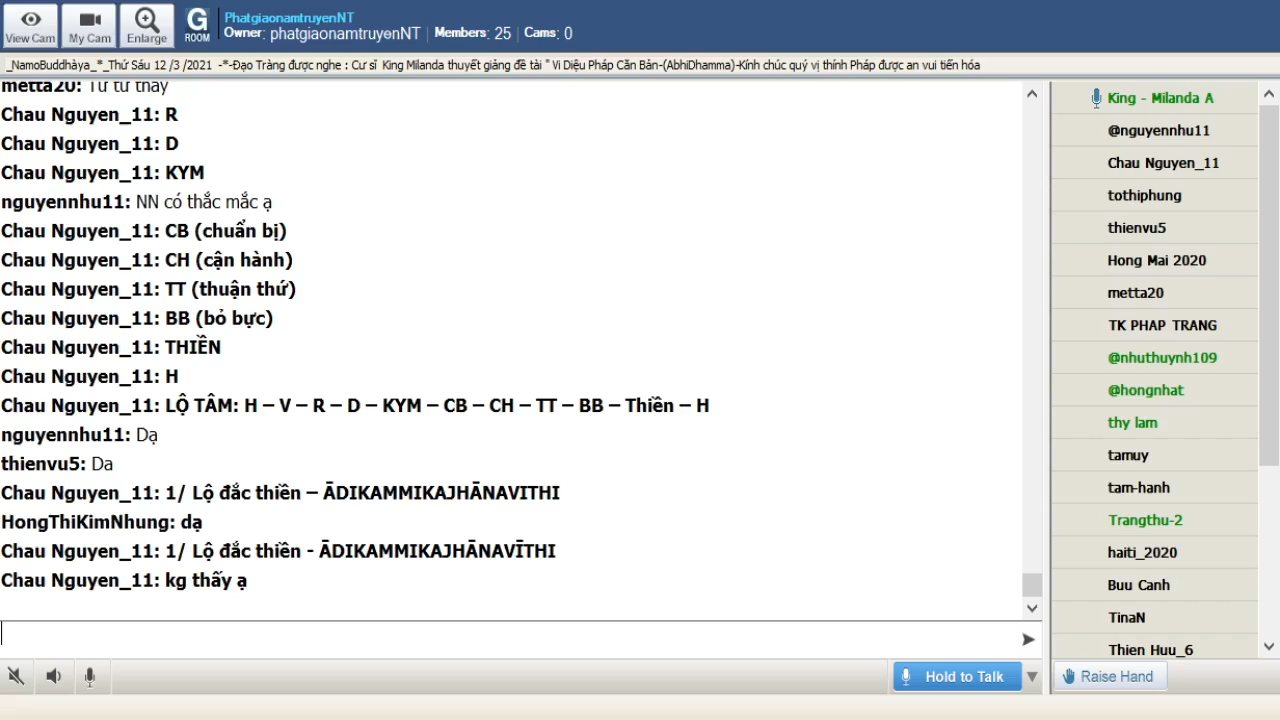 View Cam
My Cam
Enlarge
G
ROOM
PhatgiaonamtruyenNT
Owner: phatgiaonamtruyenNT | Members: 25 | Cams: 0
_NamoBuddhàya_*_Thứ Sáu 12 /3 /2021 -*-Đạo Tràng được nghe : Cư sĩ King Milanda thuyết giảng đề tài " Vi Diệu Pháp Căn Bản-(AbhiDhamma)-Kính chúc quý vị thính Pháp được an vui tiến hóa
metta20: Từ từ thầy
Chau Nguyen_11: R
Chau Nguyen_11: D
Chau Nguyen_11: KYM
nguyennhu11: NN có thắc mắc ạ
Chau Nguyen_11: CB (chuẩn bị)
Chau Nguyen_11: CH (cận hành)
Chau Nguyen_11: TT (thuận thứ)
Chau Nguyen_11: BB (bỏ bực)
Chau Nguyen_11: THIỀN
Chau Nguyen_11: H
Chau Nguyen_11: LỘ TÂM: H – V – R – D – KYM – CB – CH – TT – BB – Thiền – H
nguyennhu11: Dạ
thienvu5: Da
Chau Nguyen_11: 1/ Lộ đắc thiền – ĀDIKAMMIKAJHĀNAVITHI
HongThiKimNhung: dạ
Chau Nguyen_11: 1/ Lộ đắc thiền - ĀDIKAMMIKAJHĀNAVĪTHI
Chau Nguyen_11: kg thấy ạ
Hold to Talk
King - Milanda A
@nguyennhu11
Chau Nguyen_11
tothiphung
thienvu5
Hong Mai 2020
metta20
TK PHAP TRANG
@nhuthuynh109
@hongnhat
thy lam
tamuy
tam-hanh
Trangthu-2
haiti_2020
Buu Canh
TinaN
Thien Huu_6
Raise Hand